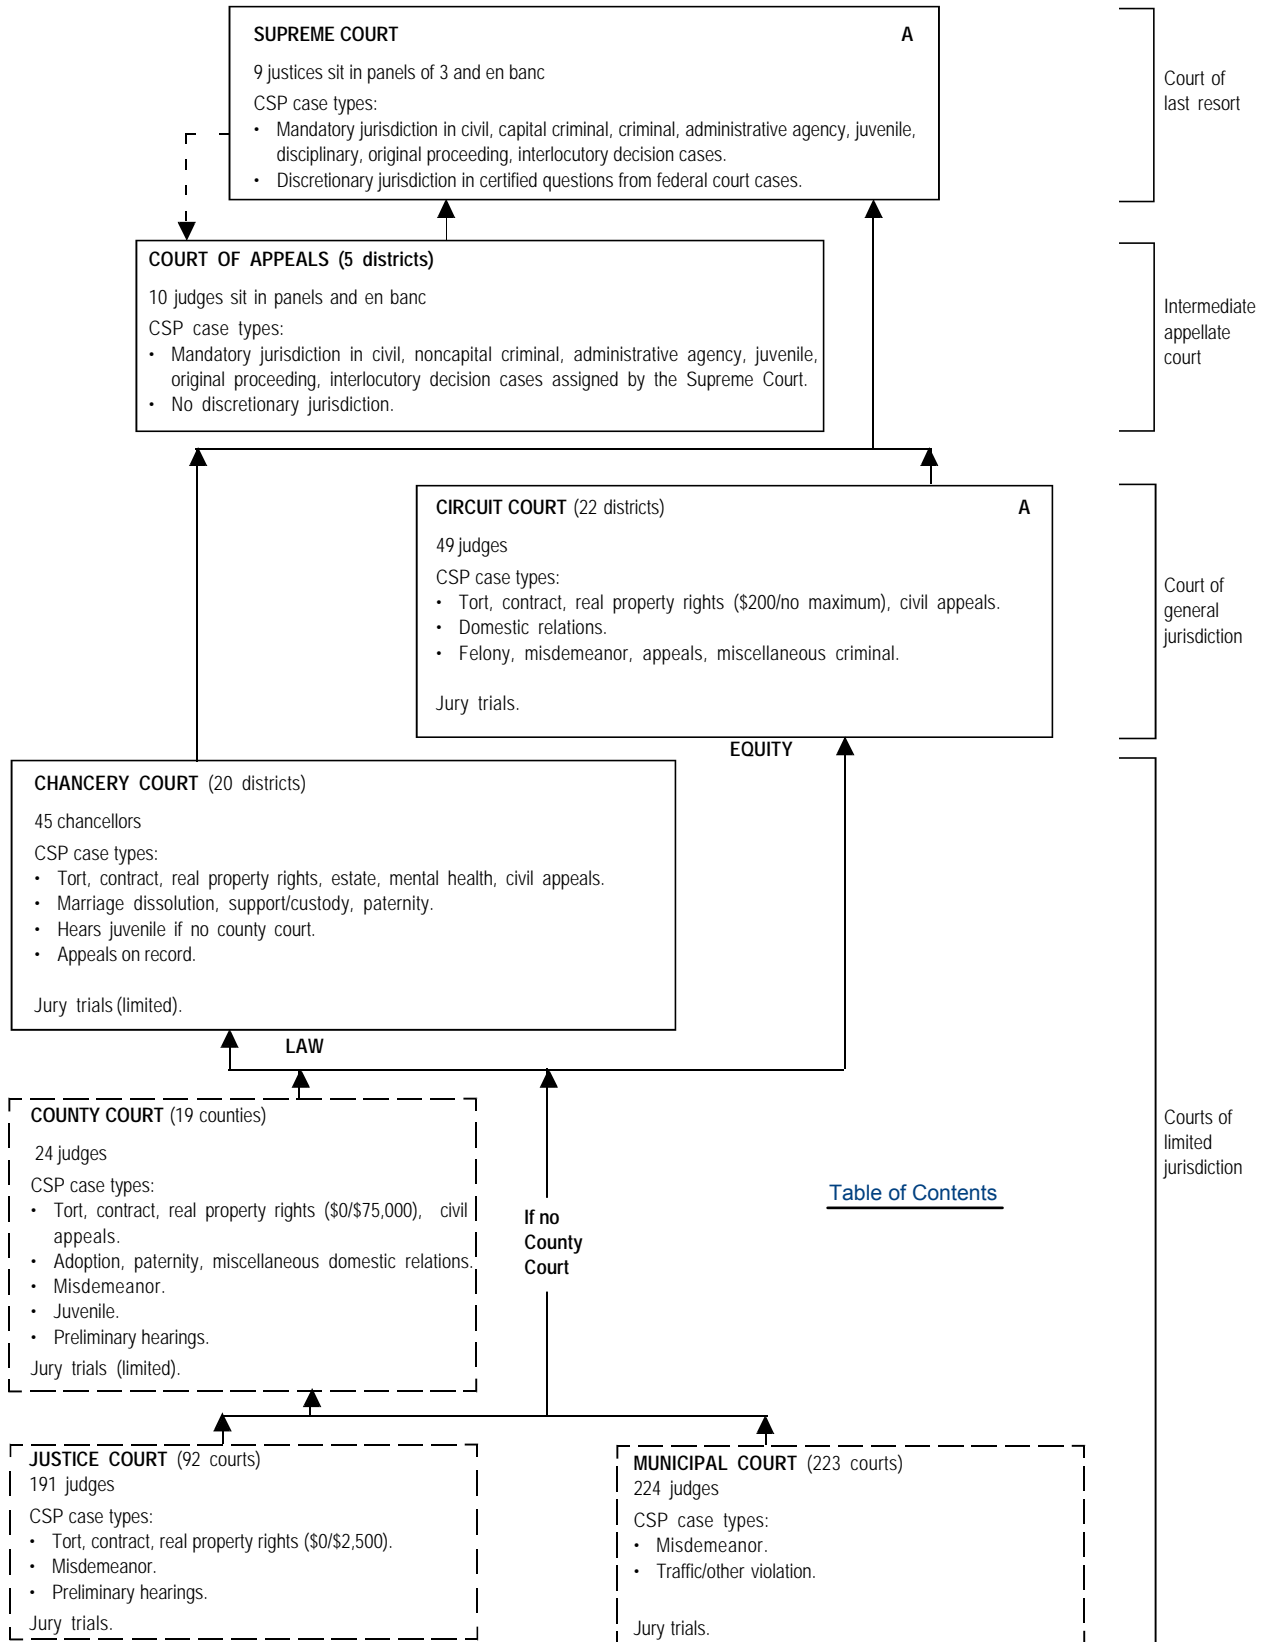 SUPREME COURT A
9 justices sit in panels of 3 and en banc
CSP case types:
• Mandatory jurisdiction in civil, capital criminal, criminal, administrative agency, juvenile,
disciplinary, original proceeding, interlocutory decision cases.
• Discretionary jurisdiction in certified questions from federal court cases.
Court of
last resort
COURT OF APPEALS (5 districts)
10 judges sit in panels and en banc
CSP case types:
• Mandatory jurisdiction in civil, noncapital criminal, administrative agency, juvenile,
original proceeding, interlocutory decision cases assigned by the Supreme Court.
• No discretionary jurisdiction.
Intermediate
appellate
court
CIRCUIT COURT (22 districts) A
49 judges
CSP case types:
• Tort, contract, real property rights ($200/no maximum), civil appeals.
• Domestic relations.
• Felony, misdemeanor, appeals, miscellaneous criminal.
Jury trials.
Court of
general
jurisdiction
EQUITY
CHANCERY COURT (20 districts)
45 chancellors
CSP case types:
• Tort, contract, real property rights, estate, mental health, civil appeals.
• Marriage dissolution, support/custody, paternity.
• Hears juvenile if no county court.
• Appeals on record.
Jury trials (limited).
LAW
COUNTY COURT (19 counties)
24 judges
CSP case types:
• Tort, contract, real property rights ($0/$75,000), civil
appeals.
• Adoption, paternity, miscellaneous domestic relations.
• Misdemeanor.
• Juvenile.
• Preliminary hearings.
Jury trials (limited).
If no
County
Court
Table of Contents
Courts of
limited
jurisdiction
JUSTICE COURT (92 courts)
191 judges
CSP case types:
• Tort, contract, real property rights ($0/$2,500).
• Misdemeanor.
• Preliminary hearings.
Jury trials.
MUNICIPAL COURT (223 courts)
224 judges
CSP case types:
• Misdemeanor.
• Traffic/other violation.
Jury trials.